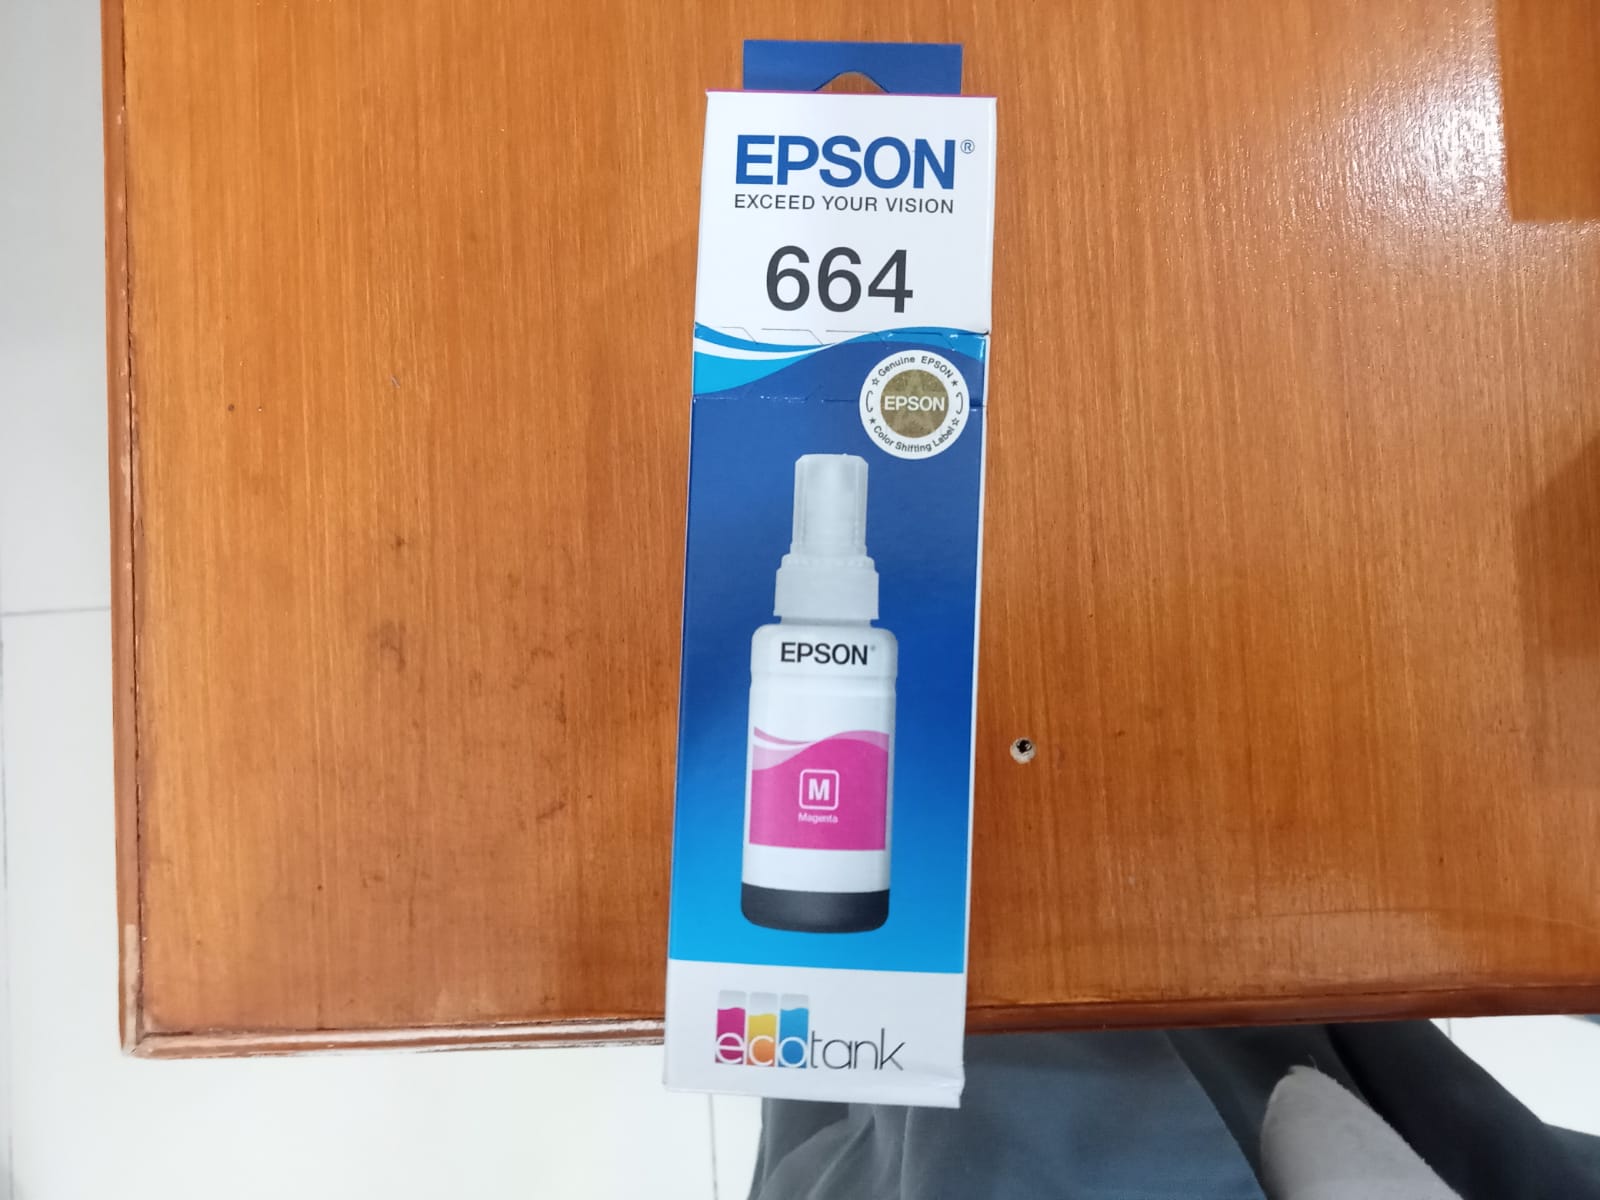 EPSON®
EXCEED YOUR VISION
664
Genuine EPSON
EPSON
Color Shifting Label
EPSON®
M
Magenta
ecotank